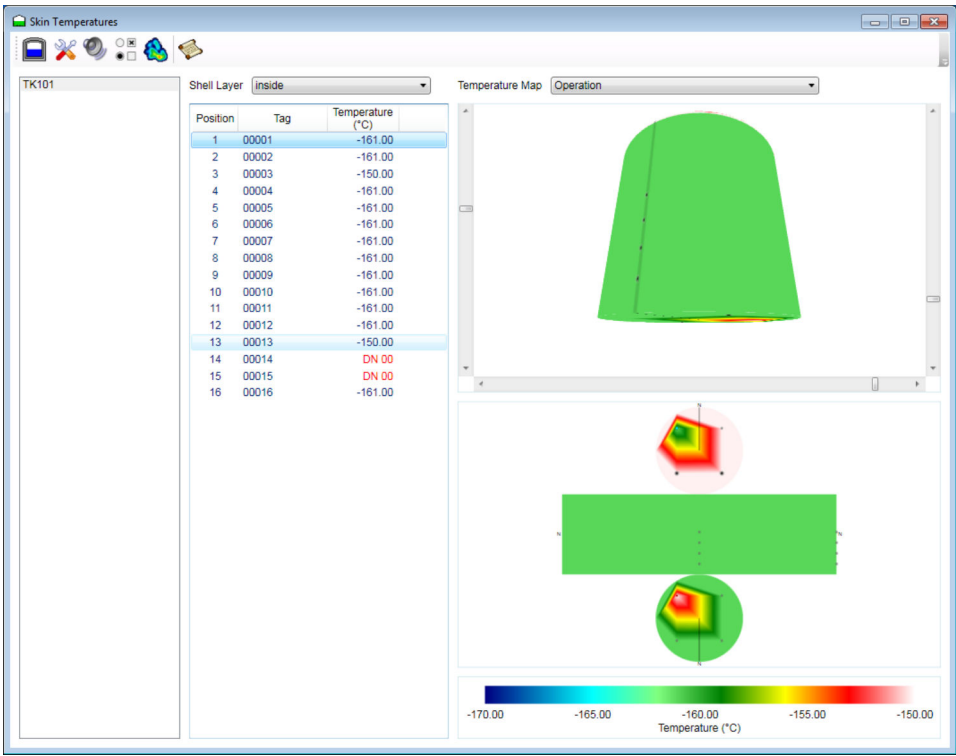 Skin Temperatures
TK101
Shell Layer inside
Temperature Map Operation
Position Tag Temperature (°C)
1 00001 -161.00
2 00002 -161.00
3 00003 -150.00
4 00004 -161.00
5 00005 -161.00
6 00006 -161.00
7 00007 -161.00
8 00008 -161.00
9 00009 -161.00
10 00010 -161.00
11 00011 -161.00
12 00012 -161.00
13 00013 -150.00
14 00014 DN 00
15 00015 DN 00
16 00016 -161.00
N
N N
N
-170.00 -165.00 -160.00 -155.00 -150.00
Temperature (°C)